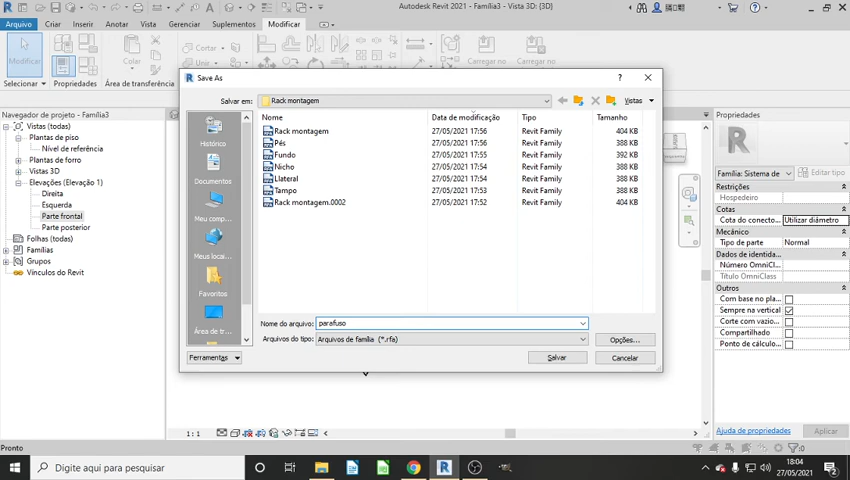 Autodesk Revit 2021 - Família3 - Vista 3D: {3D}
Arquivo Criar Inserir Anotar Vista Gerenciar Suplementos Modificar
Modificar
Cortar
Colar
Unir
Carregar no Carregar no
Selecionar Propriedades Área de transferência
Navegador de projeto - Família3
Vistas (todas)
Plantas de piso
Nível de referência
Plantas de forro
Vistas 3D
Elevações (Elevação 1)
Direita
Esquerda
Parte frontal
Parte posterior
Folhas (todas)
Famílias
Grupos
Vínculos do Revit
Save As
Salvar em: Rack montagem Vistas
Histórico
Documentos
Meu comp...
Meus locai...
Favoritos
Área de tr...
Nome Data de modificação Tipo Tamanho
Rack montagem 27/05/2021 17:56 Revit Family 404 KB
Pés 27/05/2021 17:56 Revit Family 388 KB
Fundo 27/05/2021 17:55 Revit Family 392 KB
Nicho 27/05/2021 17:54 Revit Family 388 KB
Llateral 27/05/2021 17:54 Revit Family 388 KB
Tampo 27/05/2021 17:53 Revit Family 388 KB
Rack montagem.0002 27/05/2021 17:52 Revit Family 404 KB
Nome do arquivo: parafuso
Arquivos do tipo: Arquivos de família (*.rfa)
Opções...
Ferramentas Salvar Cancelar
Propriedades
Família: Sistema de Editar tipo
Restrições
Hospedeiro
Cotas
Cota do conecto... Utilizar diâmetro
Mecânico
Tipo de parte Normal
Dados de identida...
Número OmniCl...
Título OmniClass
Outros
Com base no pla...
Sempre na vertical
Corte com vazio...
Compartilhado
Ponto de cálculo...
Ajuda de propriedades Aplicar
1 : 1
Pronto
:0
Digite aqui para pesquisar
18:04
27/05/2021
2